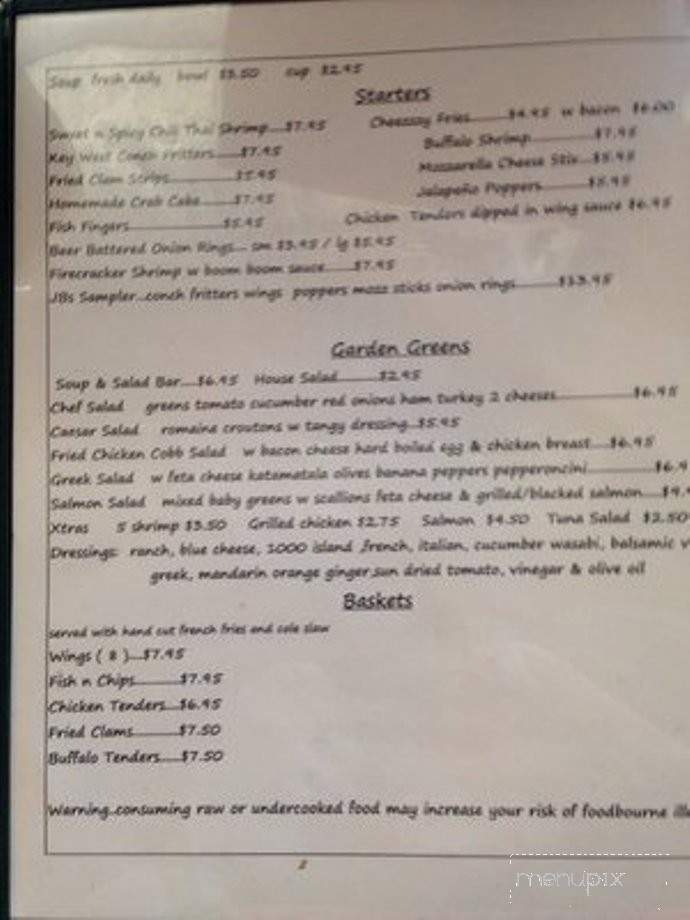 Soup fresh daily bowl $3.50 cup $2.95
Starters
Sweet n Spicy Chili Thai Shrimp....$7.95 Cheezzzy Fries.........$4.95 w bacon $6.00
Key West Conch Fritters.......$7.95 Buffalo Shrimp..............$7.95
Fried Clam Strips................$5.95 Mozzarella Cheese Stix...$5.95
Homemade Crab Cake........$7.95 Jalapeño Poppers............$5.95
Fish Fingers........................$5.95 Chicken Tenders dipped in wing sauce $6.95
Beer Battered Onion Rings... sm $3.95 / lg $5.95
Firecracker Shrimp w boom boom sauce.......$7.95
JBs Sampler..conch fritters wings poppers mozz sticks onion rings..........$13.95
Garden Greens
Soup & Salad Bar....$6.95 House Salad..........$2.95
Chef Salad greens tomato cucumber red onions ham turkey 2 cheeses...................$6.95
Caesar Salad romaine croutons w tangy dressing...$5.95
Fried Chicken Cobb Salad w bacon cheese hard boiled egg & chicken breast.....$6.95
Greek Salad w feta cheese katamatala olives banana peppers pepperoncini......................$6.9
Salmon Salad mixed baby greens w scallions feta cheese & grilled/blacked salmon.....$9.
Xtras 5 shrimp $3.50 Grilled chicken $2.75 Salmon $4.50 Tuna Salad $2.50
Dressings: ranch, blue cheese, 1000 island ,french, italian, cucumber wasabi, balsamic v
greek, mandarin orange ginger,sun dried tomato, vinegar & olive oil
Baskets
served with hand cut french fries and cole slaw
Wings ( 8 )...$7.95
Fish n Chips..........$7.95
Chicken Tenders...$6.95
Fried Clams..........$7.50
Buffalo Tenders.....$7.50
Warning..consuming raw or undercooked food may increase your risk of foodbourne ille
2
menupix